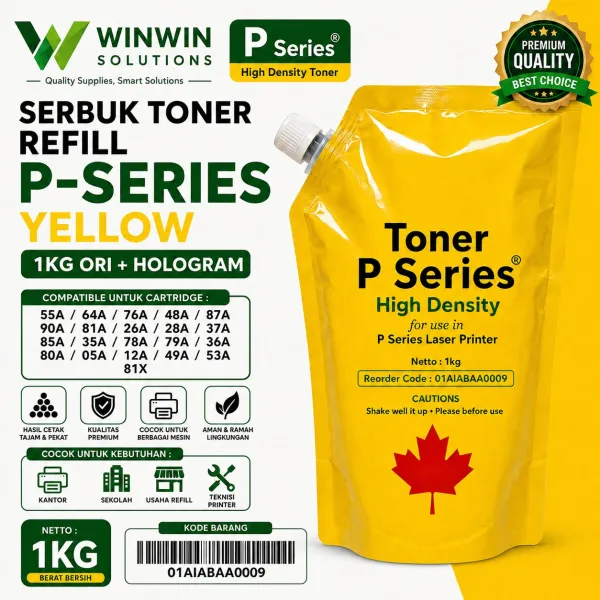 WINWIN
SOLUTIONS
Quality Supplies, Smart Solutions
P Series®
High Density Toner
PREMIUM
QUALITY
BEST CHOICE
SERBUK TONER
REFILL
P-SERIES
YELLOW
1KG ORI + HOLOGRAM
COMPATIBLE UNTUK CARTRIDGE :
55A / 64A / 76A / 48A / 87A
90A / 81A / 26A / 28A / 37A
85A / 35A / 78A / 79A / 36A
80A / 05A / 12A / 49A / 53A
81X
HASIL CETAK
TAJAM & PEKAT
KUALITAS
PREMIUM
COCOK UNTUK
BERBAGAI MESIN
AMAN & RAMAH
LINGKUNGAN
COCOK UNTUK KEBUTUHAN :
KANTOR
SEKOLAH
USAHA REFILL
TEKNISI
PRINTER
NETTO :
1KG
BERAT BERSIH
KODE BARANG
01AIABAA0009
Toner
P Series®
High Density
for use in
P Series Laser Printer
Netto : 1kg
Reorder Code : 01AIABAA0009
CAUTIONS
Shake well it up • Please before use